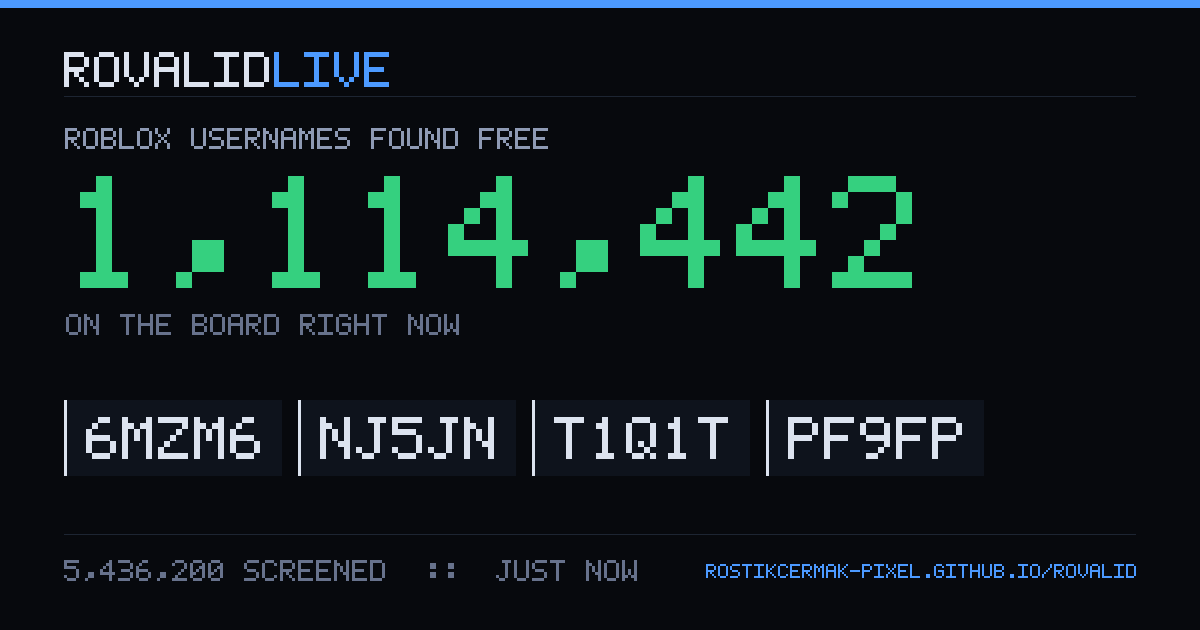 ROVALIDLIVE
ROBLOX USERNAMES FOUND FREE
1,114,442
ON THE BOARD RIGHT NOW
6MZM6 NJ5JN T1Q1T PF9FP
5,436,200 SCREENED :: JUST NOW ROSTIKCERMAK-PIXEL.GITHUB.IO/ROVALID